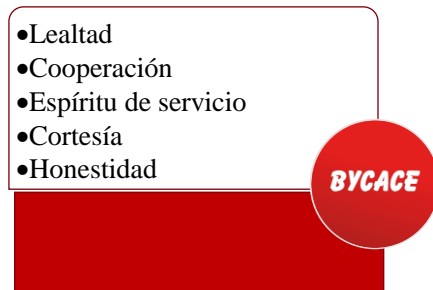 •Lealtad
•Cooperación
•Espíritu de servicio
•Cortesía
•Honestidad
BYCACE